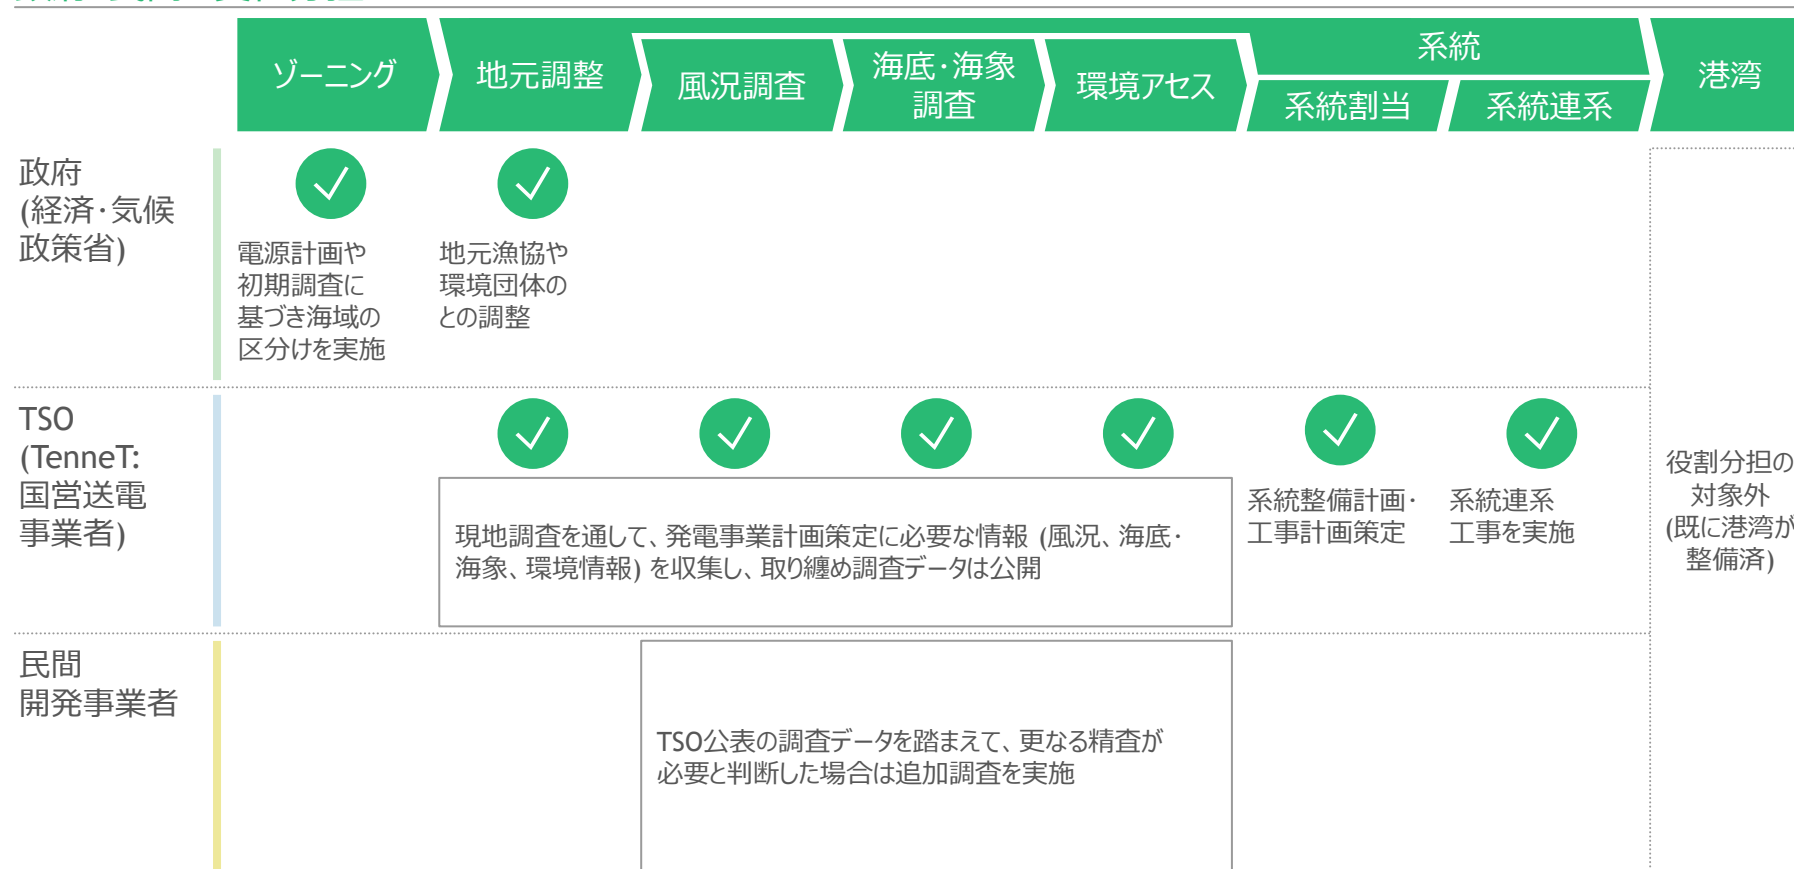 ゾーニング
地元調整
風況調査
海底・海象
調査
環境アセス
系統
系統割当
系統連系
港湾
政府
(経済・気候
政策省)
電源計画や
初期調査に
基づき海域の
区分けを実施
地元漁協や
環境団体の
との調整
TSO
(TenneT:
国営送電
事業者)
現地調査を通して、発電事業計画策定に必要な情報 (風況、海底・
海象、環境情報) を収集し、取り纏め調査データは公開
系統整備計画・
工事計画策定
系統連系
工事を実施
役割分担の
対象外
(既に港湾が
整備済)
民間
開発事業者
TSO公表の調査データを踏まえて、更なる精査が
必要と判断した場合は追加調査を実施